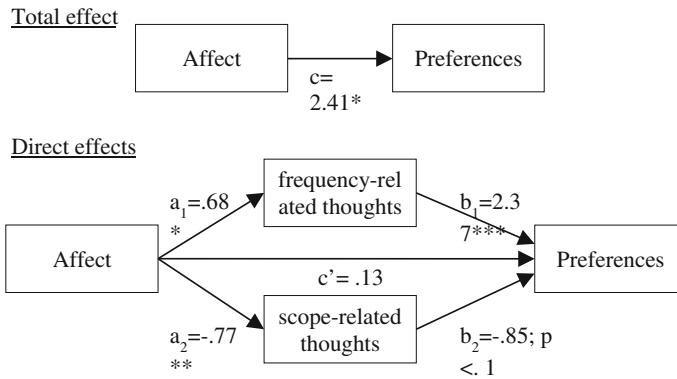 Total effect
Affect
Preferences
c=
2.41*
Direct effects
frequency-rel
ated thoughts
a1=.68
*
b1=2.3
7***
Affect
Preferences
c’= .13
scope-related
thoughts
a2=-.77
**
b2=-.85; p
<. 1